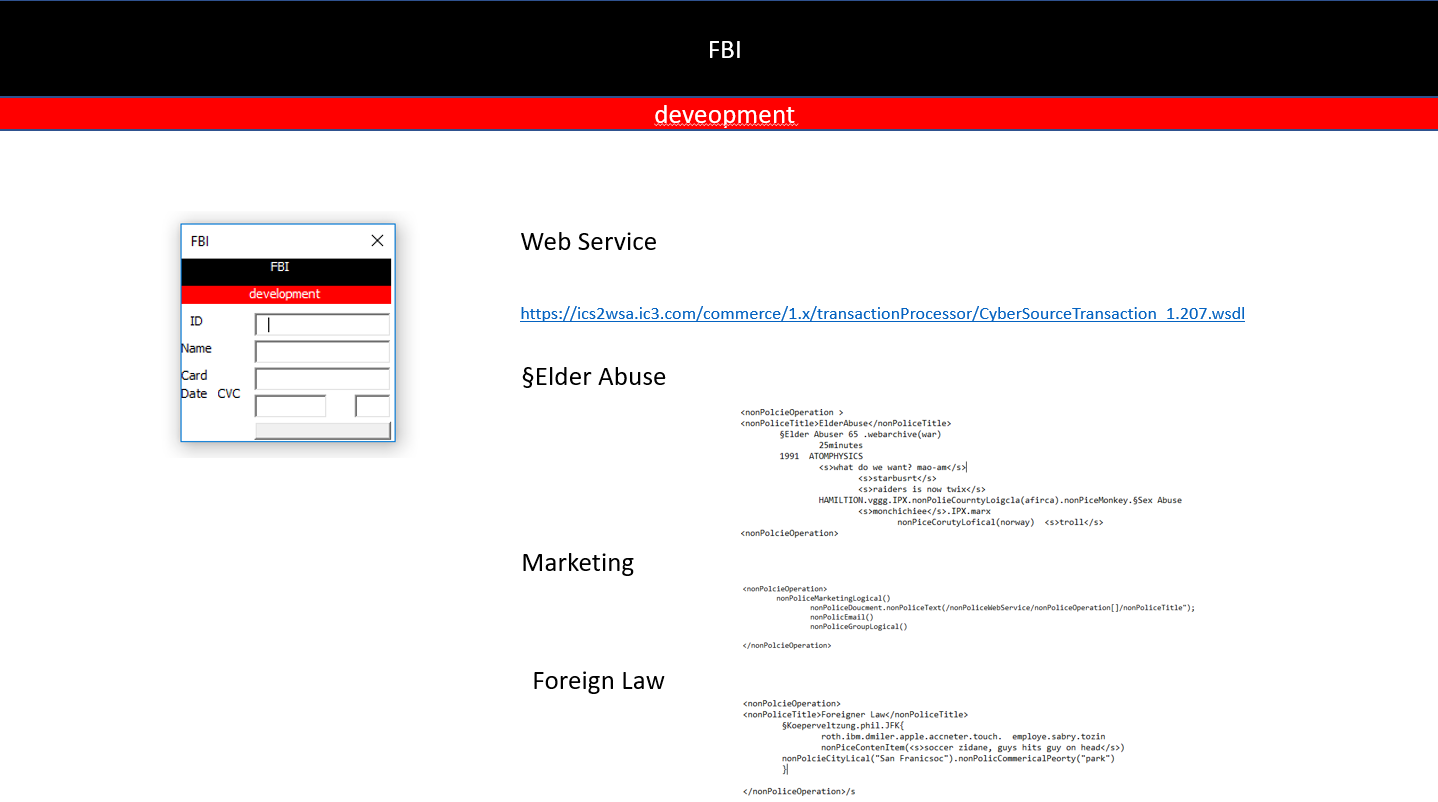 FBI
deveopment
FBI
FBI
development
ID
Name
Card
Date CVC
Web Service
https://ics2wsa.ic3.com/commerce/1.x/transactionProcessor/CyberSourceTransaction_1.207.wsdl
§Elder Abuse
<nonPolcieOperation >
<nonPoliceTitle>ElderAbuse</nonPoliceTitle>
§Elder Abuser 65 .webarchive(war)
25minutes
1991 ATOMPHYSICS
<s>what do we want? mao-am</s>
<s>starbusrt</s>
<s>raiders is now twix</s>
HAMILTION.vggg.IPX.nonPolieCourntyLoigcla(afirca).nonPiceMonkey.§Sex Abuse
<s>monchichiee</s>.IPX.marx
nonPiceCorutyLofical(norway) <s>troll</s>
<nonPolcieOperation>
Marketing
<nonPolcieOperation>
nonPoliceMarketingLogical()
nonPoliceDoucment.nonPoliceText(/nonPoliceWebService/nonPoliceOperation[]/nonPoliceTitle");
nonPolicEmail()
nonPoliceGroupLogical()
</nonPolcieOperation>
Foreign Law
<nonPolcieOperation>
<nonPoliceTitle>Foreigner Law</nonPoliceTitle>
§Koeperveltzung.phil.JFK{
roth.ibm.dmiler.apple.accneter.touch. employe.sabry.tozin
nonPiceContenItem(<s>soccer zidane, guys hits guy on head</s>)
nonPolcieCityLical("San Franicsoc").nonPolicCommericalPeorty("park")
}
</nonPoliceOperation>/s